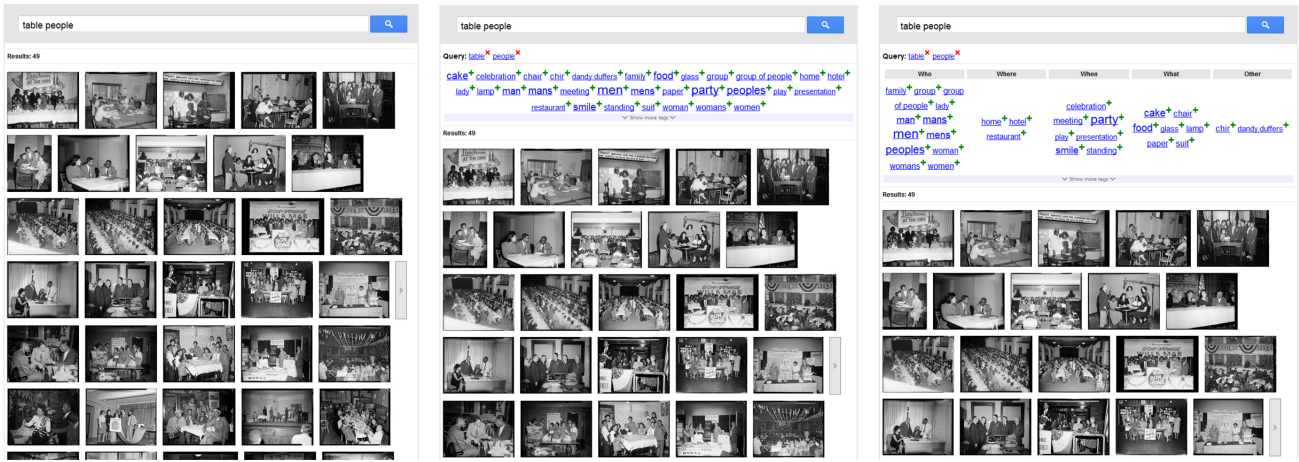 table people
Results: 49
table people
Query: table✖ people✖
cake+ celebration+ chair+ chir+ dandy duffers+ family+ food+ glass+ group+ group of people+ home+ hotel+
lady+ lamp+ man+ mans+ meeting+ men+ mens+ paper+ party+ peoples+ play+ presentation+
restaurant+ smile+ standing+ suit+ woman+ womans+ women+
Show more tags
Results: 49
table people
Query: table✖ people✖
Who Where When What Other
family+ group+ group
of people+ lady+
man+ mans+
men+ mens+
peoples+ woman+
womans+ women+
home+ hotel+
restaurant+
celebration+
meeting+ party+
play+ presentation+
smile+ standing+
cake+ chair+
food+ glass+ lamp+
paper+ suit+
chir+ dandy duffers+
Show more tags
Results: 49